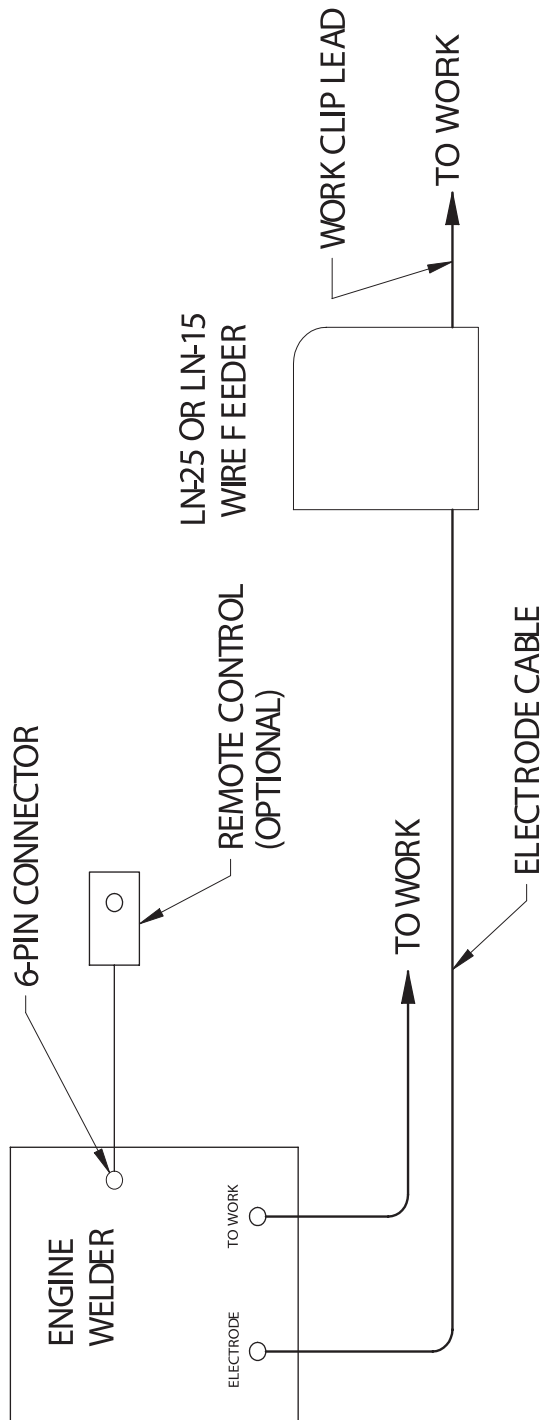 ENGINE
WELDER
6-PIN CONNECTOR
REMOTE CONTROL
(OPTIONAL)
LN-25 OR LN-15
WIRE F EEDER
WORK CLIP LEAD
TO WORK
ELECTRODE
TO WORK
TO WORK
ELECTRODE CABLE